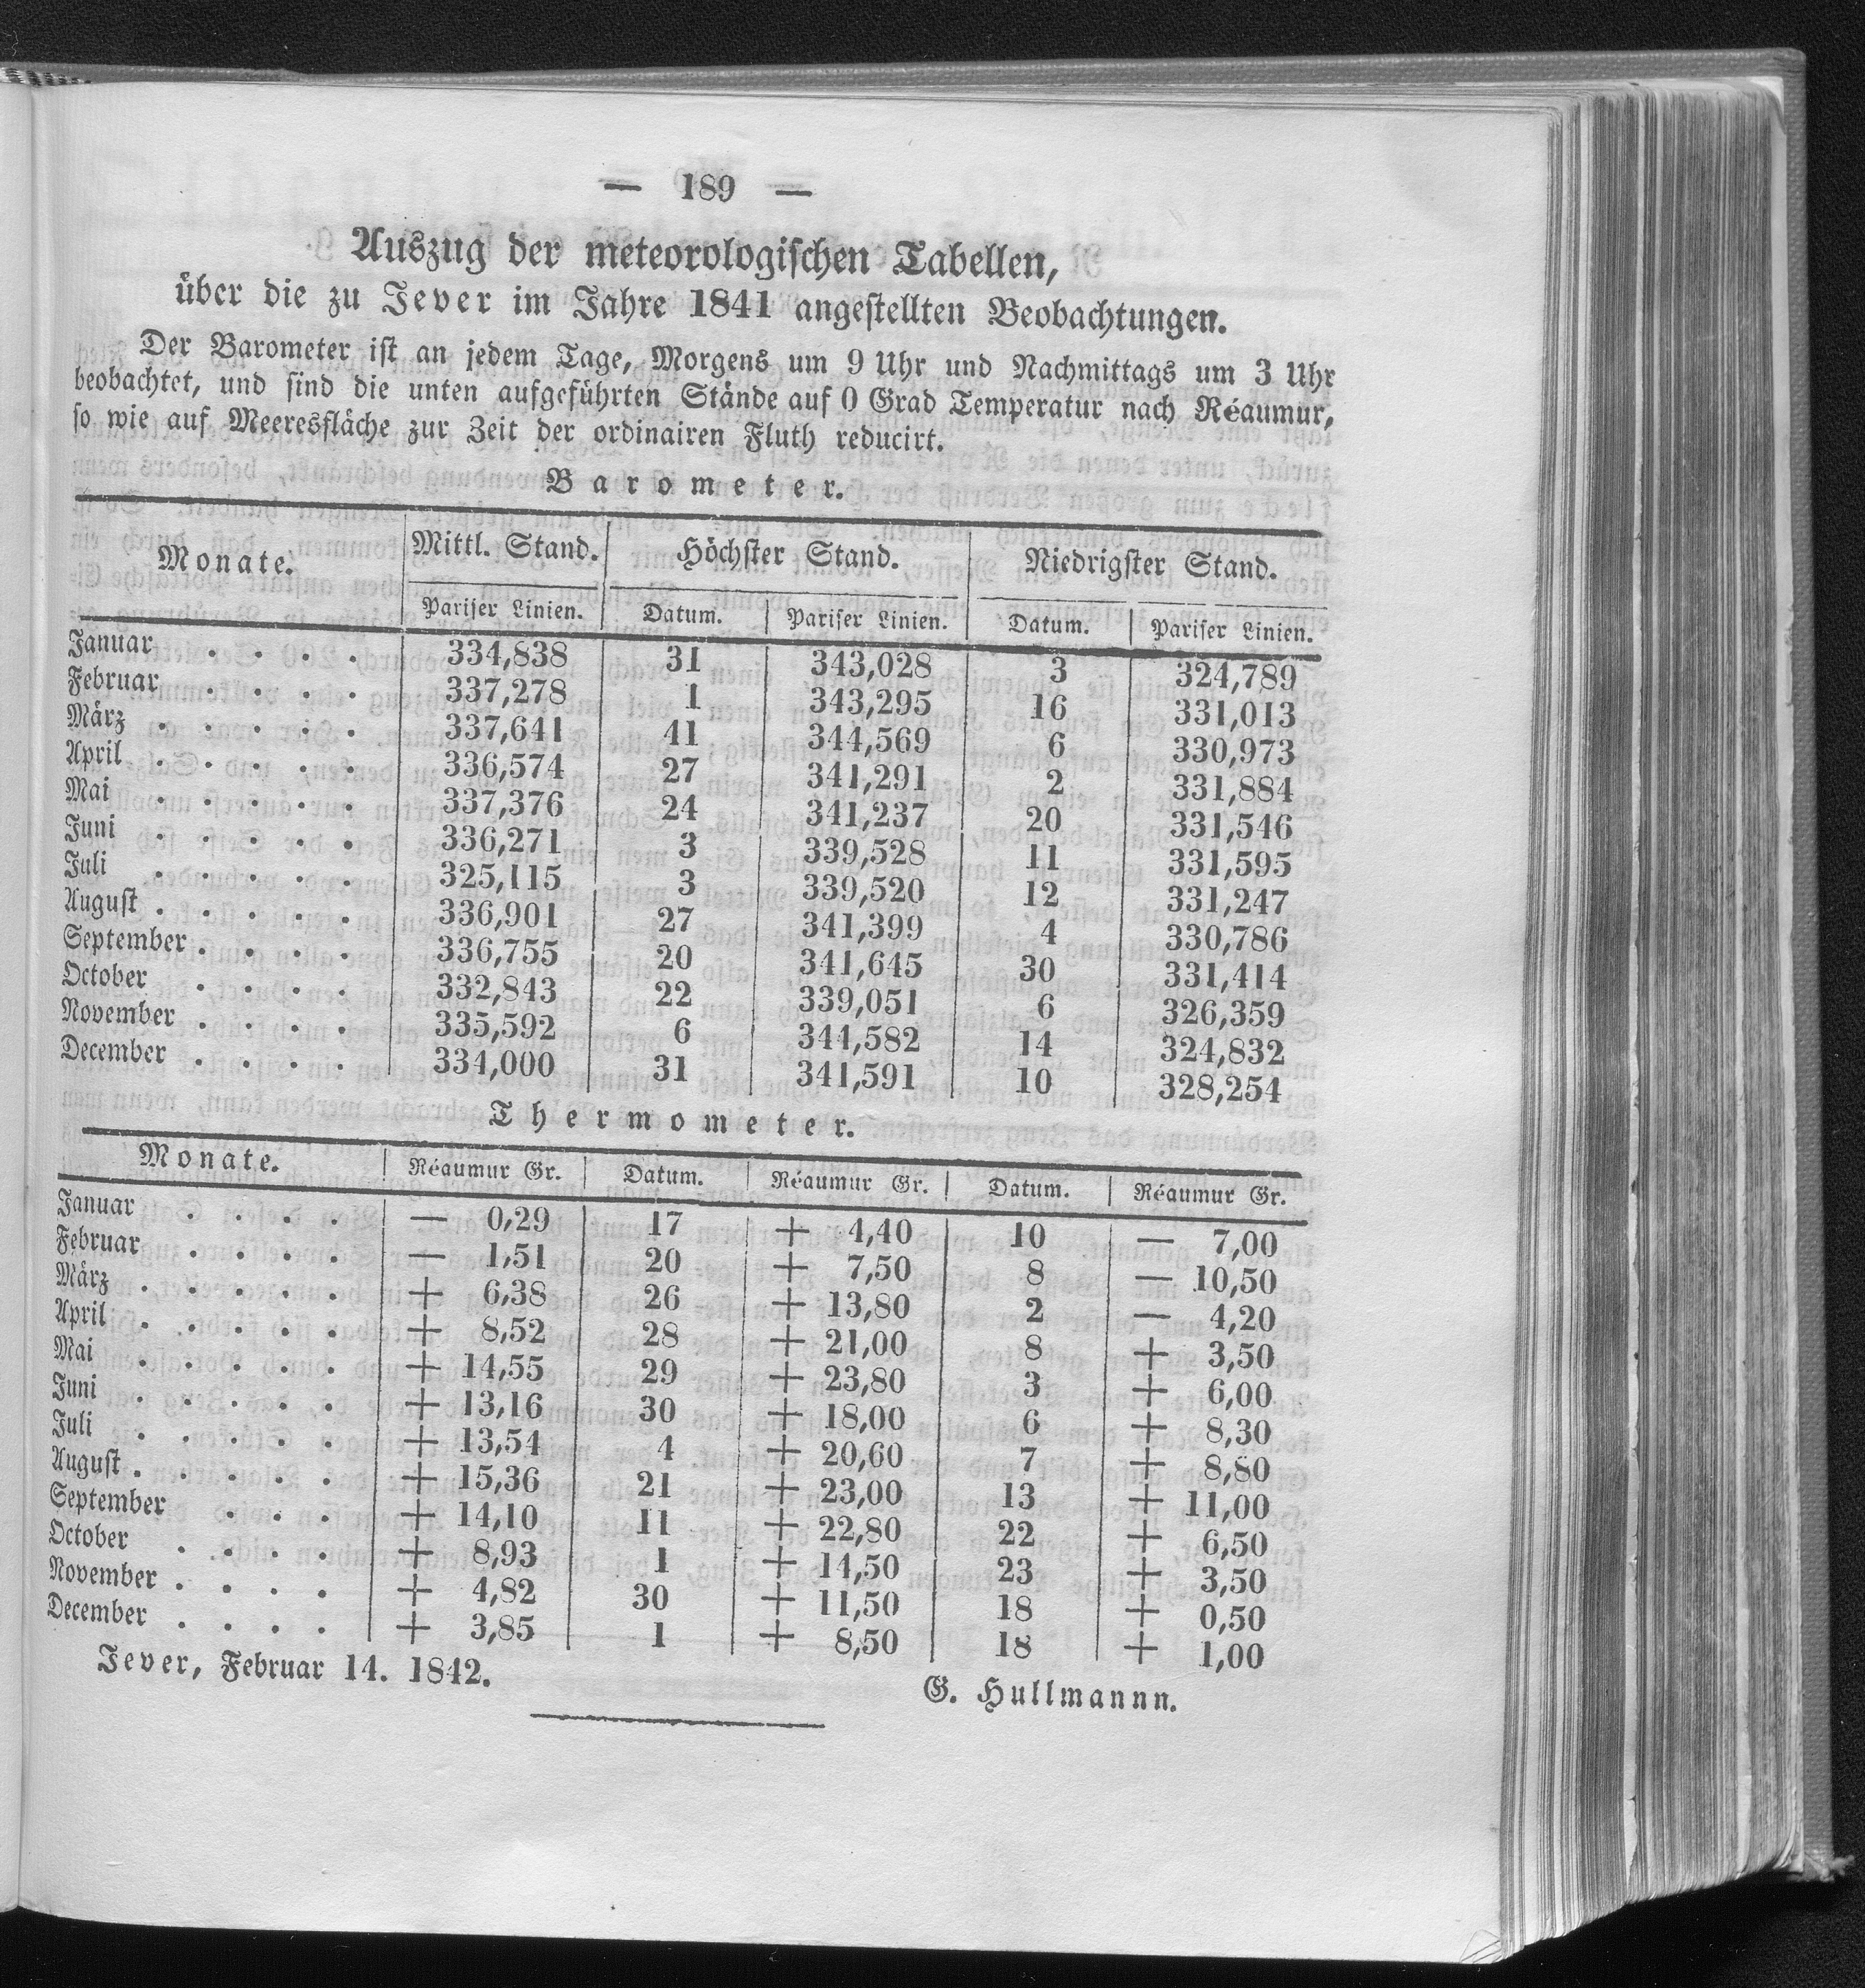 — 189 —
Auszug der meteorologischen Tabellen,
über die zu Jever im Jahre 1841 angestellten Beobachtungen.
Der Barometer ist an jedem Tage, Morgens um 9 Uhr und Nachmittags um 3 Uhr
beobachtet, und sind die unten aufgeführten Stände auf 0 Grad Temperatur nach Réaumur,
so wie auf Meeresfläche zur Zeit der ordinairen Fluth reducirt.
Barometer.
Monate. Mittl. Stand. Höchster Stand. Niedrigster Stand.
Pariser Linien. Datum. Pariser Linien. Datum. Pariser Linien.
Januar . . . . 334,838 31 343,028 3 324,789
Februar . . . . 337,278 1 343,295 16 331,013
März . . . . . 337,641 41 344,569 6 330,973
April . . . . . 336,574 27 341,291 2 331,884
Mai . . . . . 337,376 24 341,237 20 331,546
Juni . . . . . 336,271 3 339,528 11 331,595
Juli . . . . . 325,115 3 339,520 12 331,247
August . . . . . 336,901 27 341,399 4 330,786
September . . . . 336,755 20 341,645 30 331,414
October . . . . 332,843 22 339,051 6 326,359
November . . . . 335,592 6 344,582 14 324,832
December . . . . 334,000 31 341,591 10 328,254
Thermometer.
Monate. Réaumur Gr. Datum. Réaumur Gr. Datum. Réaumur Gr.
Januar . . . . — 0,29 17 + 4,40 10 — 7,00
Februar . . . . — 1,51 20 + 7,50 8 — 10,50
März . . . . . + 6,38 26 + 13,80 2 — 4,20
April . . . . . + 8,52 28 + 21,00 8 + 3,50
Mai . . . . . + 14,55 29 + 23,80 3 + 6,00
Juni . . . . . + 13,16 30 + 18,00 6 + 8,30
Juli . . . . . + 13,54 4 + 20,60 7 + 8,80
August . . . . . + 15,36 21 + 23,00 13 + 11,00
September . . . + 14,10 11 + 22,80 22 + 6,50
October . . . . + 8,93 1 + 14,50 23 + 3,50
November . . . . + 4,82 30 + 11,50 18 + 0,50
December . . . . + 3,85 1 + 8,50 18 + 1,00
Jever, Februar 14. 1842.
G. Hullmannn.